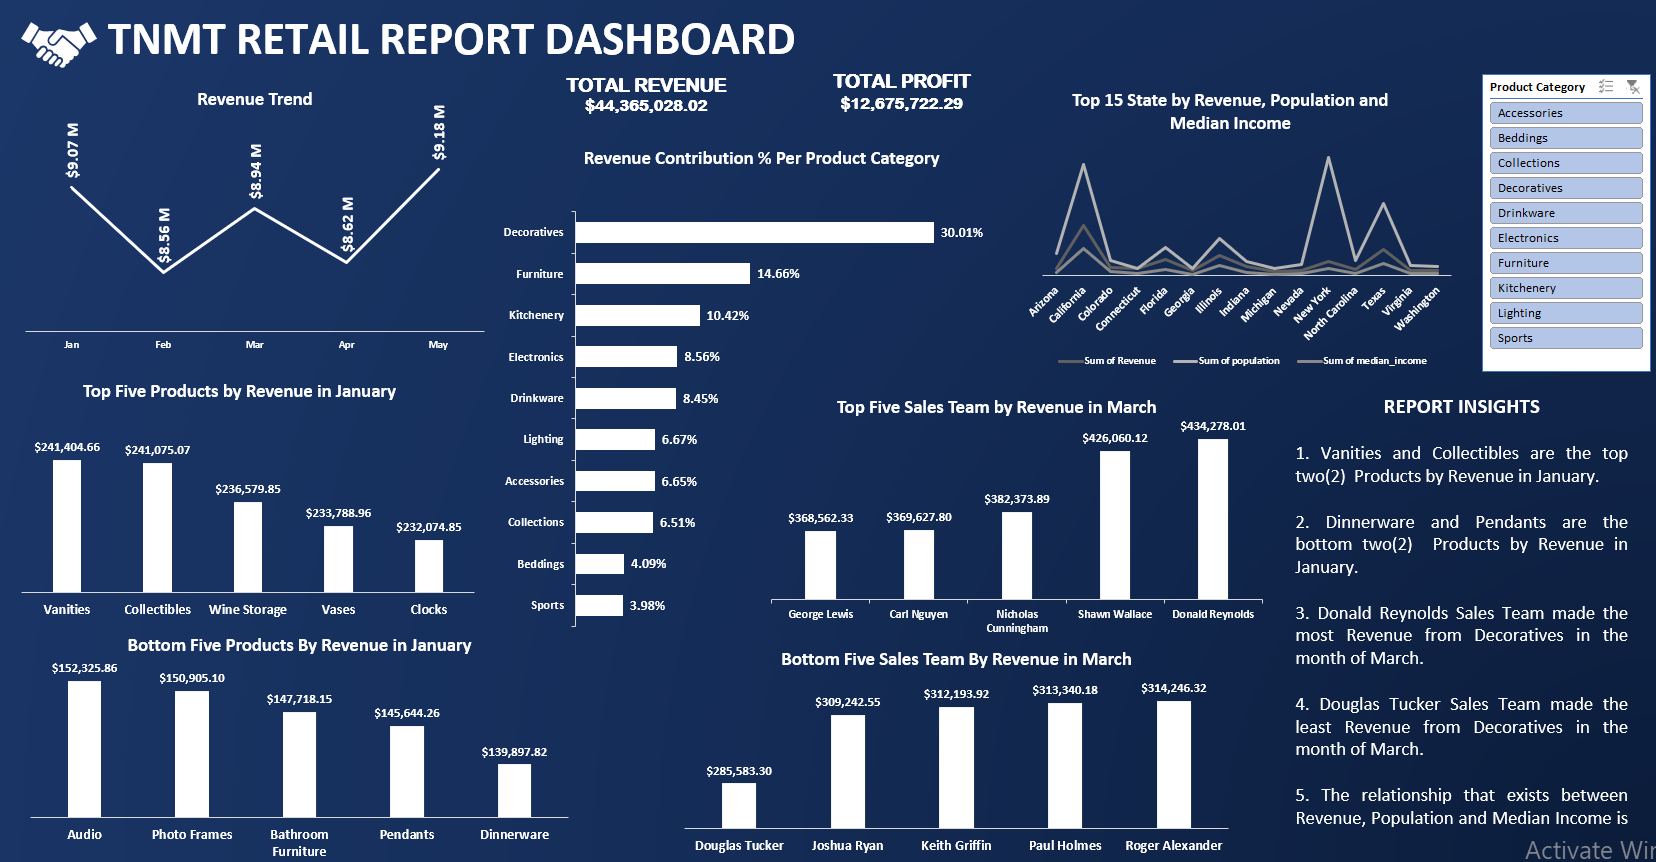 TNMT RETAIL REPORT DASHBOARD
TOTAL REVENUE
$44,365,028.02
TOTAL PROFIT
$12,675,722.29
Revenue Trend
$9.07 M
$8.56 M
$8.94 M
$8.62 M
$9.18 M
Jan
Feb
Mar
Apr
May
Revenue Contribution % Per Product Category
Decoratives
30.01%
Furniture
14.66%
Kitchenery
10.42%
Electronics
8.56%
Drinkware
8.45%
Lighting
6.67%
Accessories
6.65%
Collections
6.51%
Beddings
4.09%
Sports
3.98%
Top 15 State by Revenue, Population and
Median Income
Arizona
California
Colorado
Connecticut
Florida
Georgia
Illinois
Indiana
Michigan
Nevada
New York
North Carolina
Texas
Virginia
Washington
Sum of Revenue
Sum of population
Sum of median_income
Product Category
Accessories
Beddings
Collections
Decoratives
Drinkware
Electronics
Furniture
Kitchenery
Lighting
Sports
Top Five Products by Revenue in January
$241,404.66
$241,075.07
$236,579.85
$233,788.96
$232,074.85
Vanities
Collectibles
Wine Storage
Vases
Clocks
Bottom Five Products By Revenue in January
$152,325.86
$150,905.10
$147,718.15
$145,644.26
$139,897.82
Audio
Photo Frames
Bathroom
Furniture
Pendants
Dinnerware
Top Five Sales Team by Revenue in March
$368,562.33
$369,627.80
$382,373.89
$426,060.12
$434,278.01
George Lewis
Carl Nguyen
Nicholas
Cunningham
Shawn Wallace
Donald Reynolds
Bottom Five Sales Team By Revenue in March
$285,583.30
$309,242.55
$312,193.92
$313,340.18
$314,246.32
Douglas Tucker
Joshua Ryan
Keith Griffin
Paul Holmes
Roger Alexander
REPORT INSIGHTS
1. Vanities and Collectibles are the top
two(2) Products by Revenue in January.
2. Dinnerware and Pendants are the
bottom two(2) Products by Revenue in
January.
3. Donald Reynolds Sales Team made the
most Revenue from Decoratives in the
month of March.
4. Douglas Tucker Sales Team made the
least Revenue from Decoratives in the
month of March.
5. The relationship that exists between
Revenue, Population and Median Income is
Activate Wir